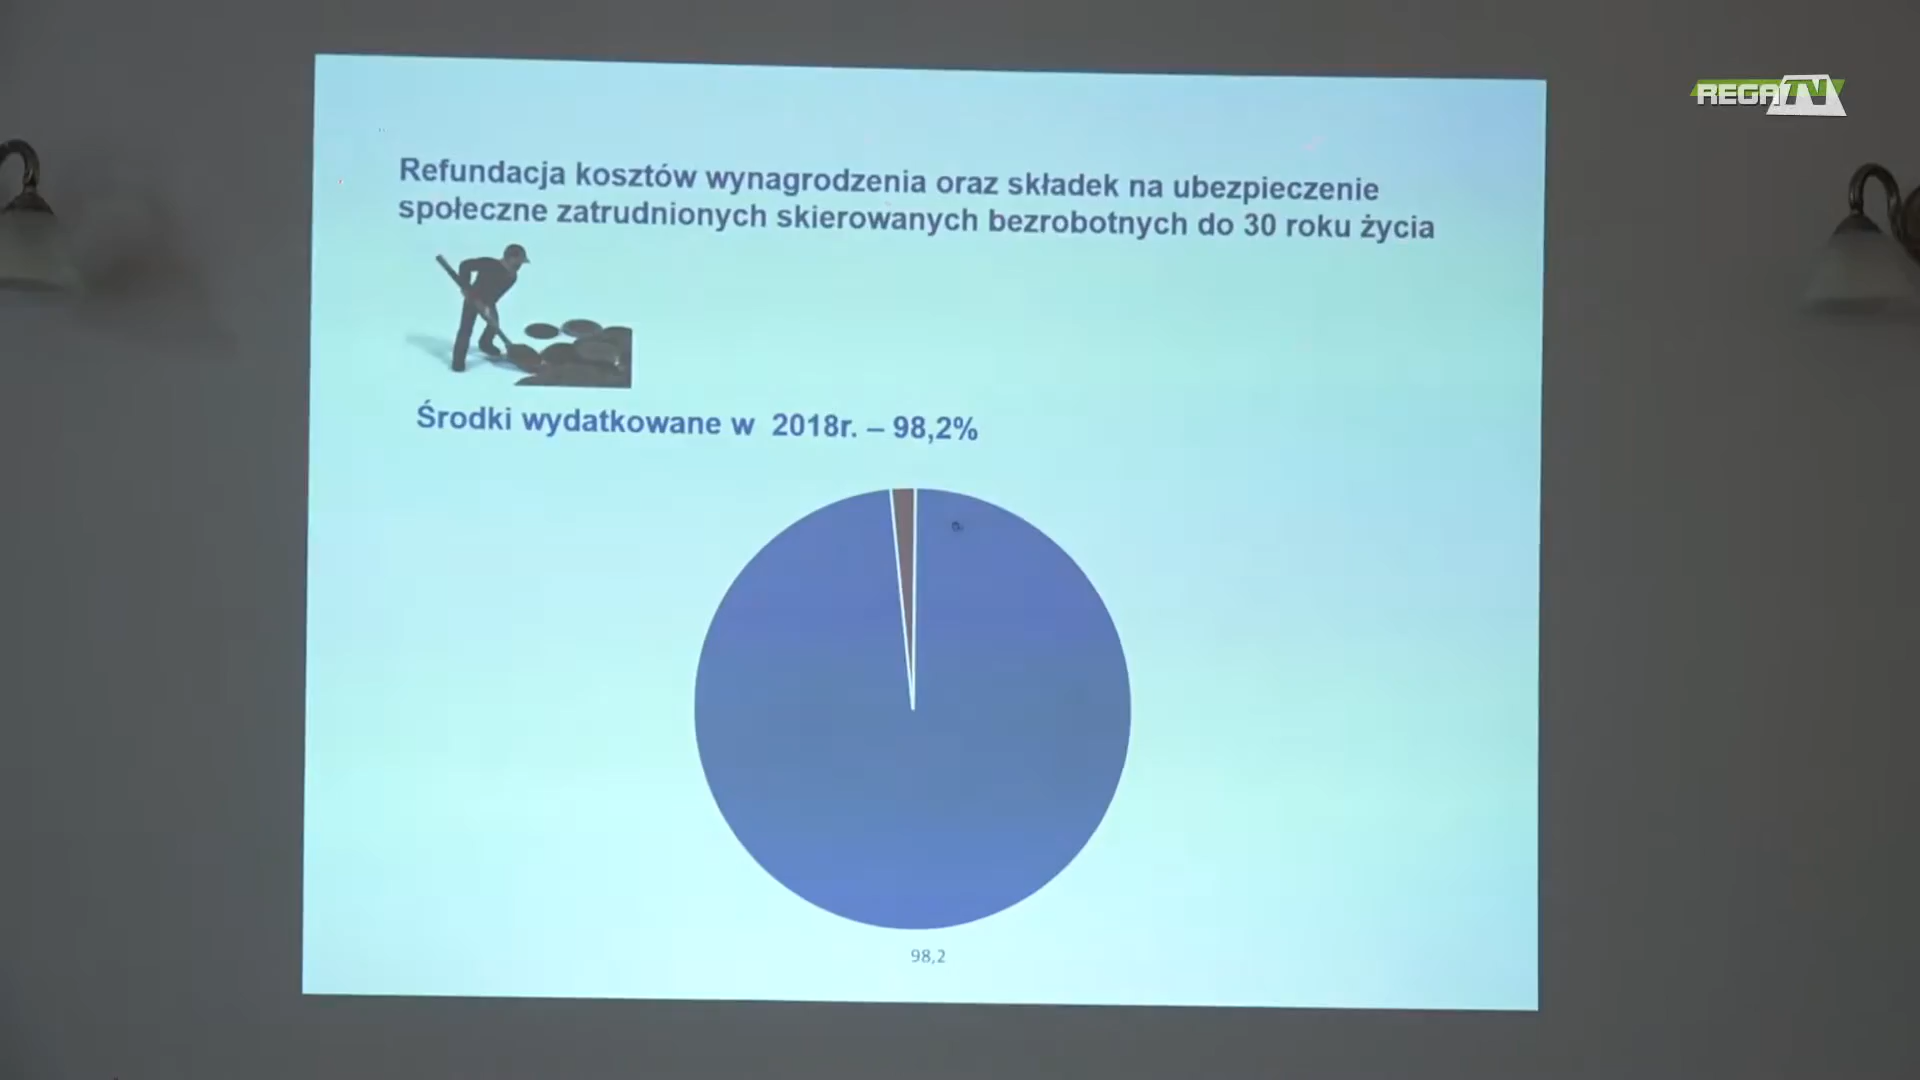 REGA TV
Refundacja kosztów wynagrodzenia oraz składek na ubezpieczenie
społeczne zatrudnionych skierowanych bezrobotnych do 30 roku życia
Środki wydatkowane w 2018r. – 98,2%
98,2